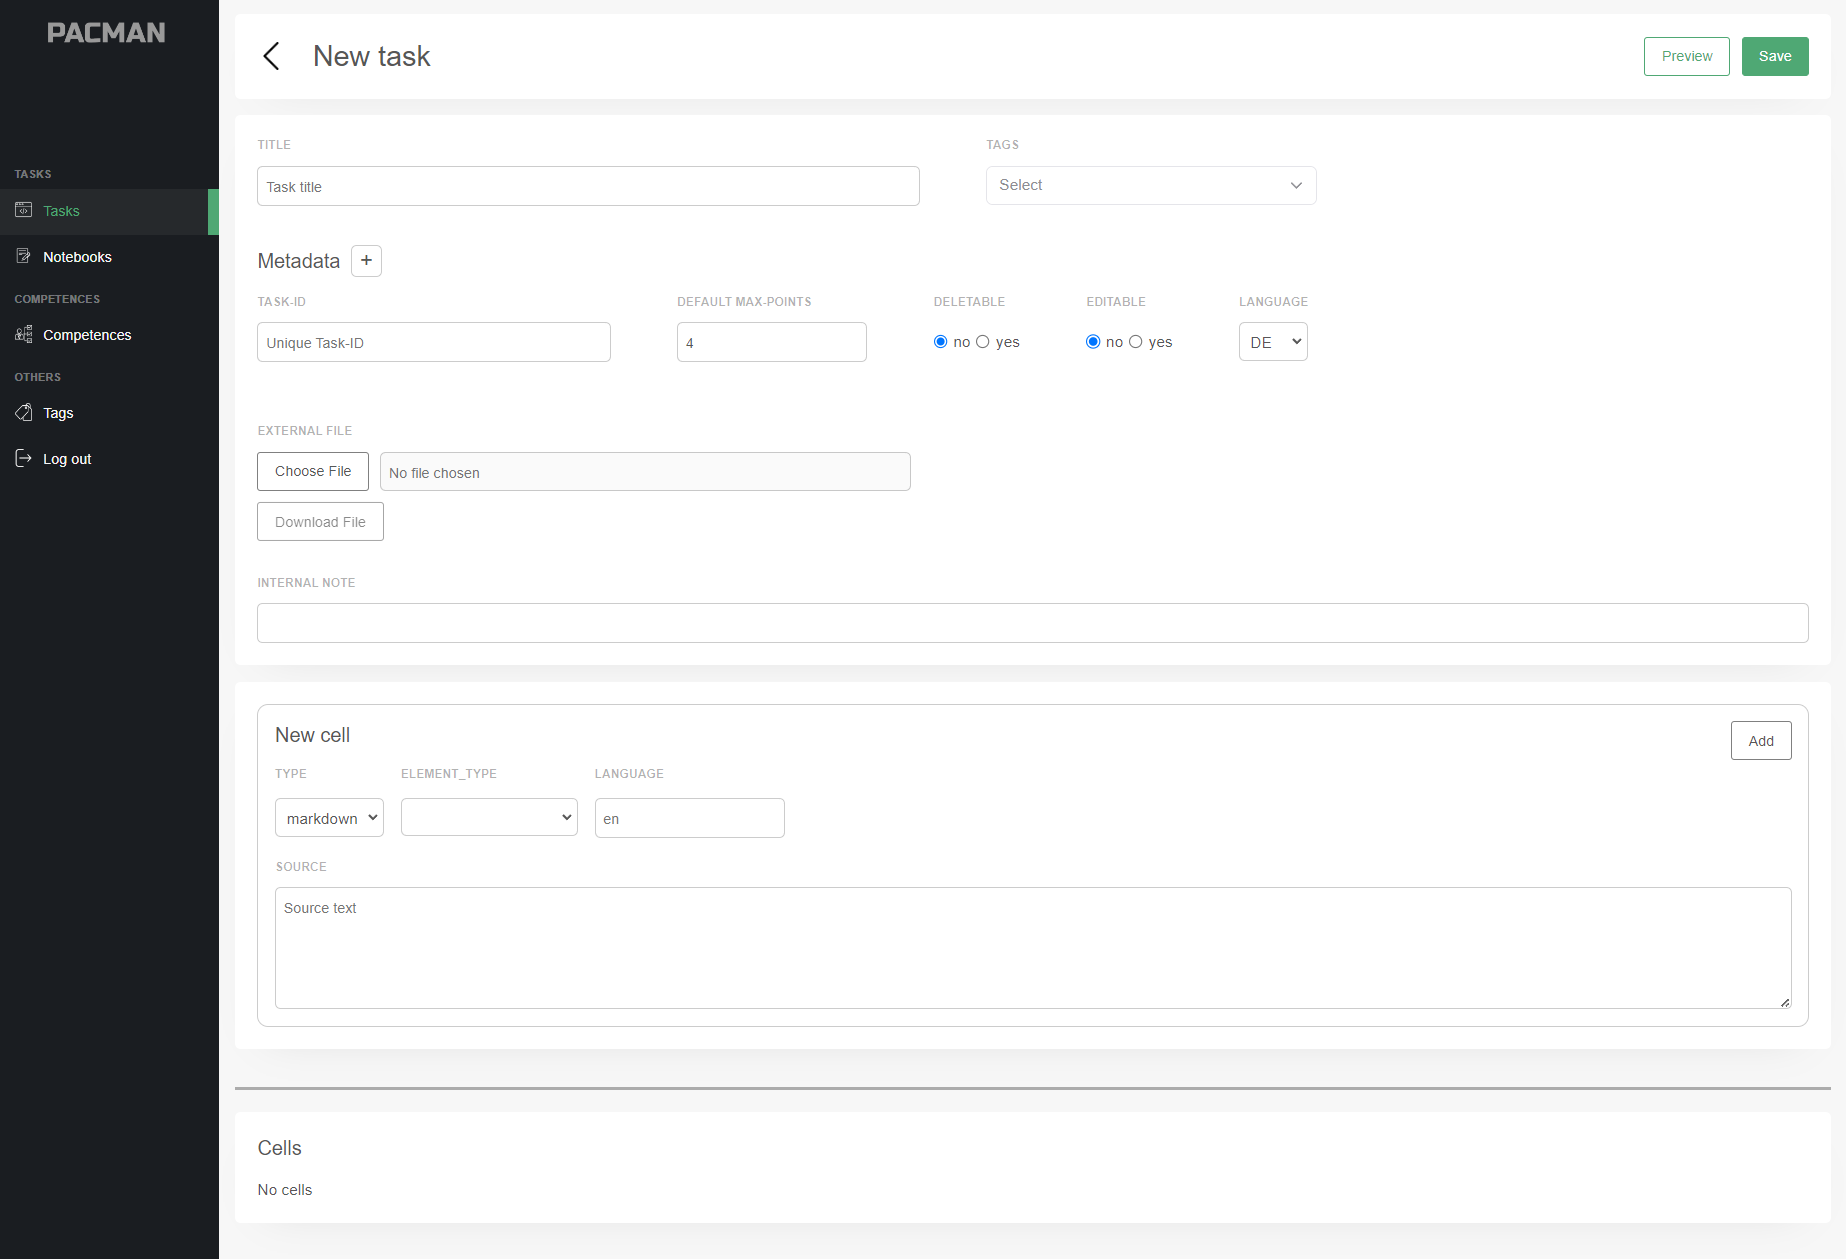 PACMAN
TASKS
Tasks
Notebooks
COMPETENCES
Competences
OTHERS
Tags
Log out
New task
Preview
Save
TITLE
TAGS
Task title
Select
Metadata +
TASK-ID
DEFAULT MAX-POINTS
DELETABLE
EDITABLE
LANGUAGE
Unique Task-ID
4
no yes
no yes
DE
EXTERNAL FILE
Choose File
No file chosen
Download File
INTERNAL NOTE
New cell
Add
TYPE
ELEMENT_TYPE
LANGUAGE
markdown
en
SOURCE
Source text
Cells
No cells